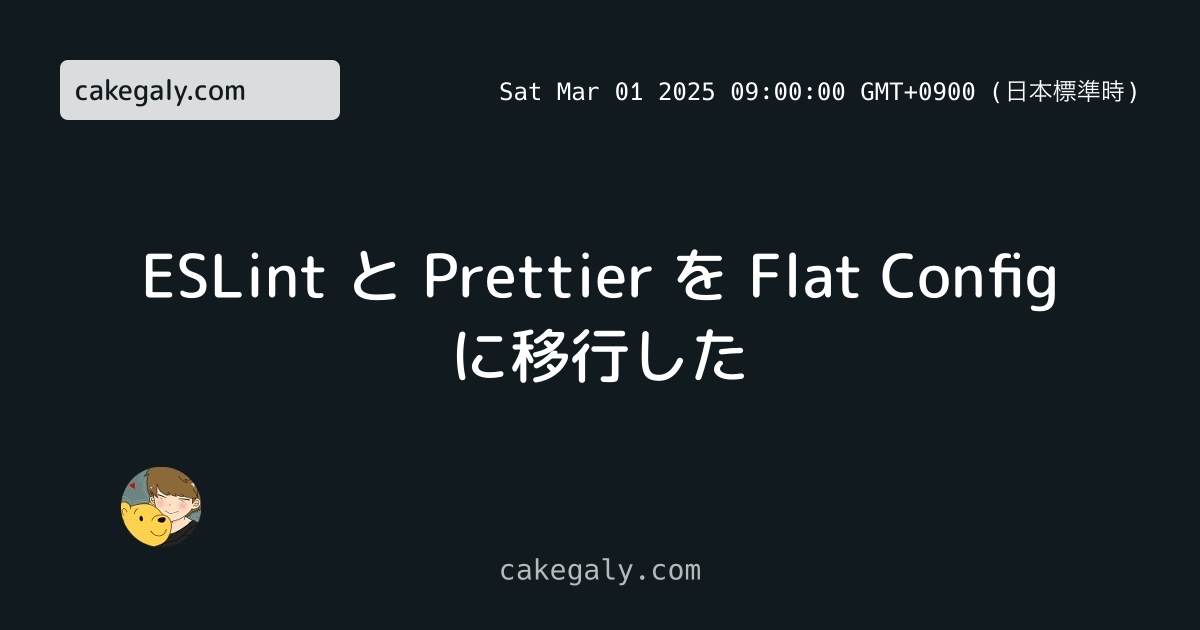 cakegaly.com
Sat Mar 01 2025 09:00:00 GMT+0900 (日本標準時)
ESLint と Prettier を Flat Config
に移行した
cakegaly.com